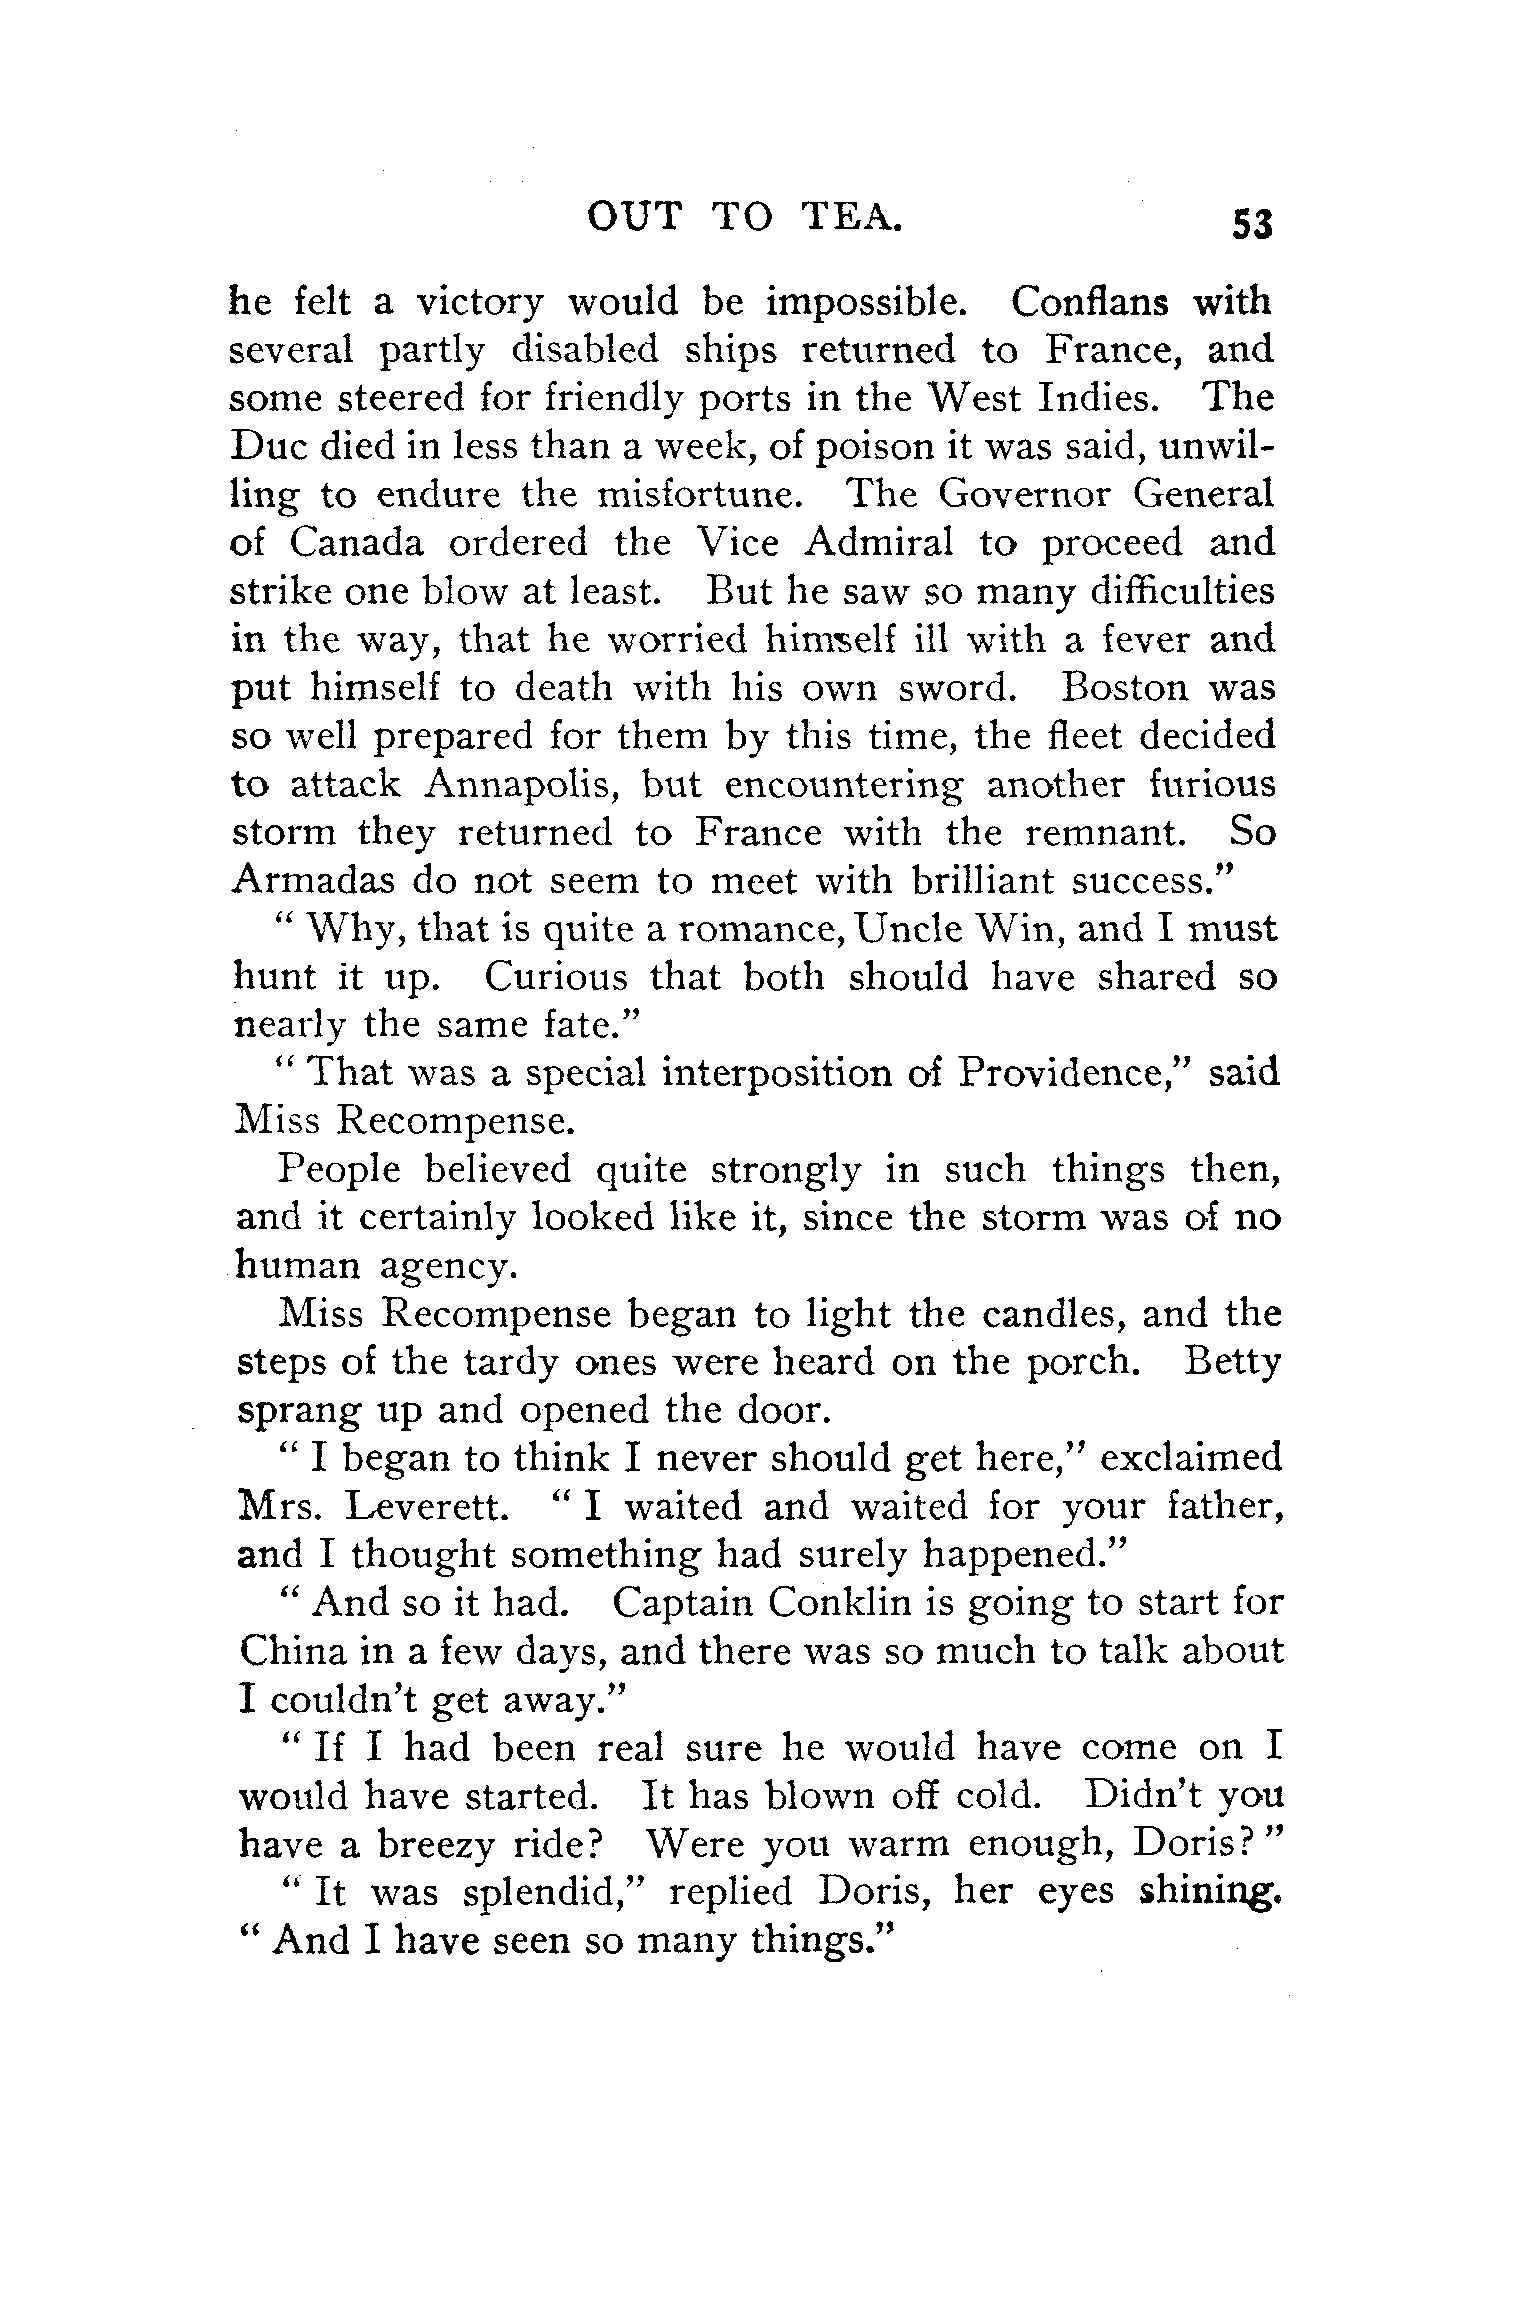 OUT TO TEA. 53
he felt a victory would be impossible. Conflans with
several partly disabled ships returned to France, and
some steered for friendly ports in the West Indies. The
Duc died in less than a week, of poison it was said, unwil-
ling to endure the misfortune. The Governor General
of Canada ordered the Vice Admiral to proceed and
strike one blow at least. But he saw so many difficulties
in the way, that he worried himself ill with a fever and
put himself to death with his own sword. Boston was
so well prepared for them by this time, the fleet decided
to attack Annapolis, but encountering another furious
storm they returned to France with the remnant. So
Armadas do not seem to meet with brilliant success.”
“ Why, that is quite a romance, Uncle Win, and I must
hunt it up. Curious that both should have shared so
nearly the same fate.”
“ That was a special interposition of Providence,” said
Miss Recompense.
People believed quite strongly in such things then,
and it certainly looked like it, since the storm was of no
human agency.
Miss Recompense began to light the candles, and the
steps of the tardy ones were heard on the porch. Betty
sprang up and opened the door.
“ I began to think I never should get here,” exclaimed
Mrs. Leverett. “ I waited and waited for your father,
and I thought something had surely happened.”
“ And so it had. Captain Conklin is going to start for
China in a few days, and there was so much to talk about
I couldn’t get away.”
“ If I had been real sure he would have come on I
would have started. It has blown off cold. Didn’t you
have a breezy ride? Were you warm enough, Doris? ”
“ It was splendid,” replied Doris, her eyes shining.
“ And I have seen so many things.”